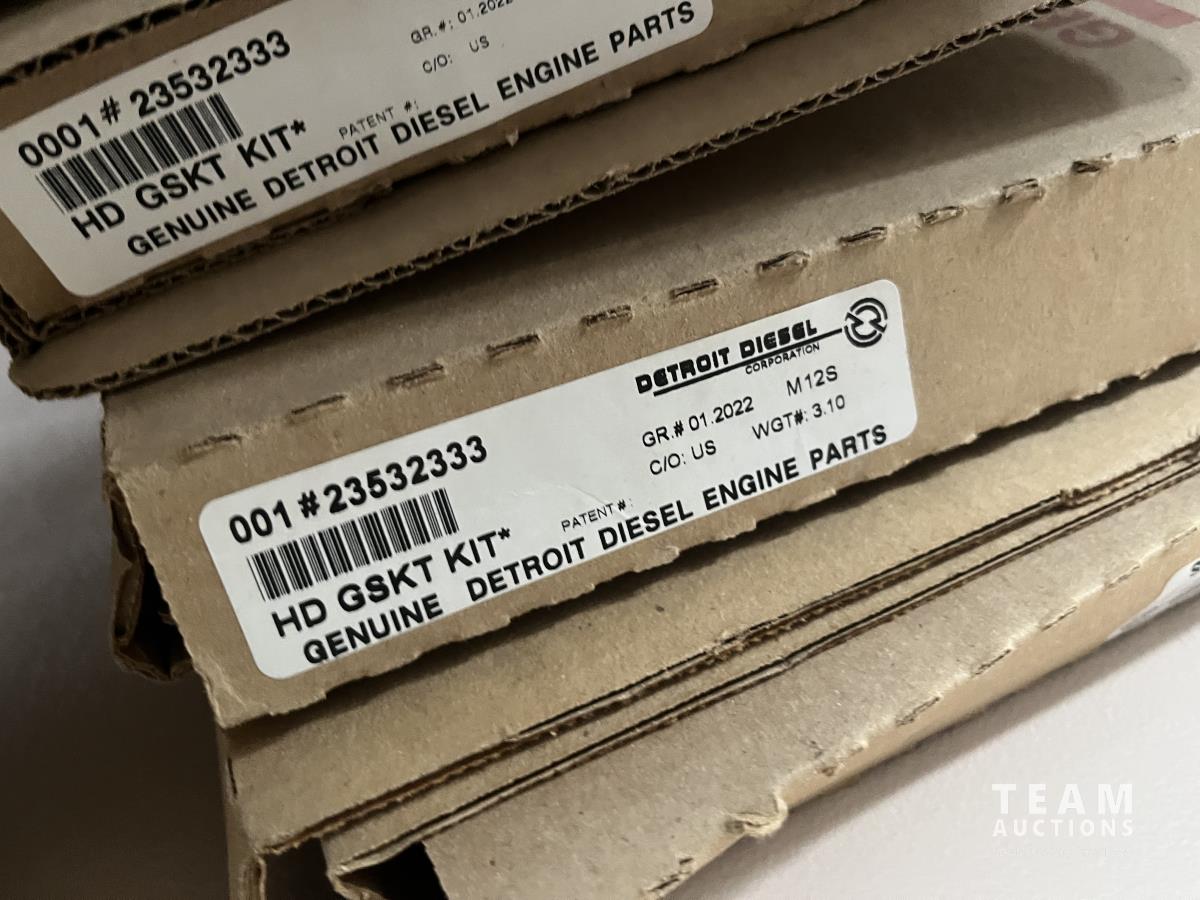 0001# 23532333
GR.#: 01.2022
C/O: US
HD GSKT KIT*
PATENT #:
GENUINE DETROIT DIESEL ENGINE PARTS
DETROIT DIESEL
CORPORATION
001 #23532333
GR.# 01.2022 M12S
C/O: US WGT#: 3.10
HD GSKT KIT*
PATENT#:
GENUINE DETROIT DIESEL ENGINE PARTS
TEAM
AUCTIONS